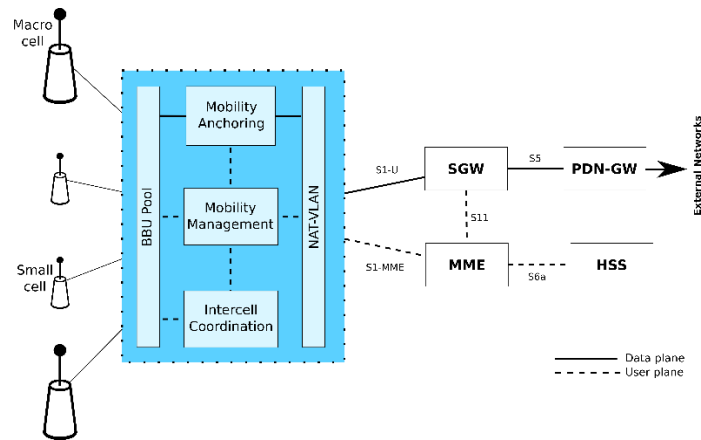 Macro
cell
Small
cell
BBU Pool
Mobility
Anchoring
Mobility
Management
Intercell
Coordination
NAT-VLAN
S1-U
S1-MME
SGW
S5
PDN-GW
External Networks
S11
MME
S6a
HSS
Data plane
User plane